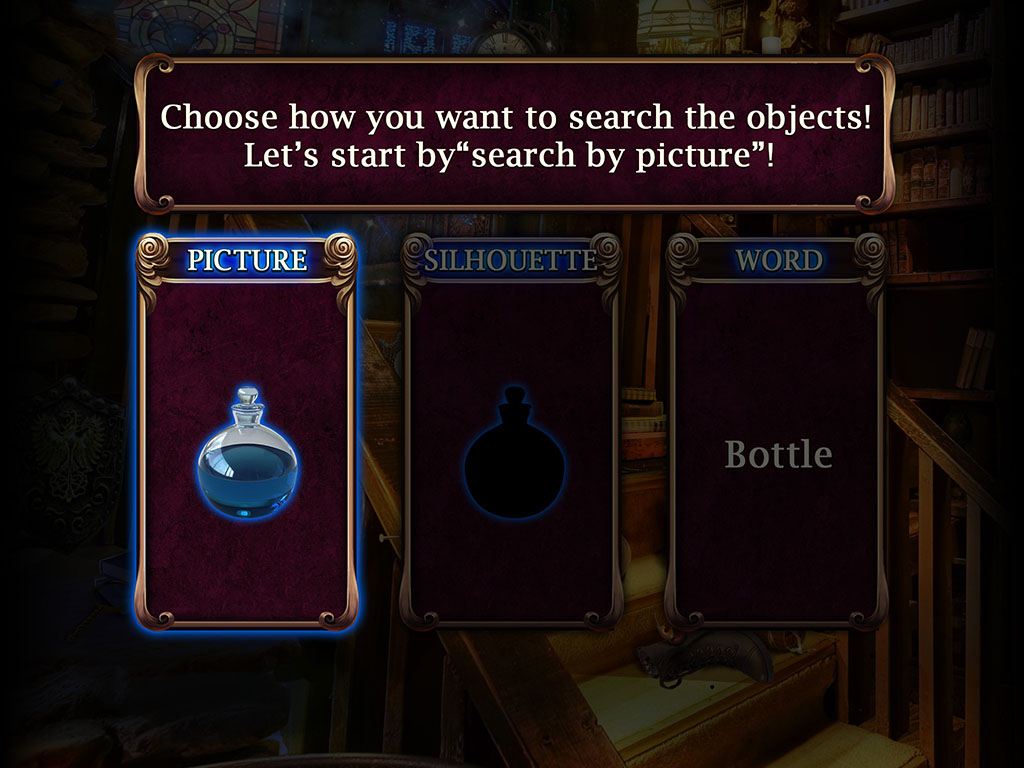 Choose how you want to search the objects!
Let’s start by“search by picture”!
PICTURE
SILHOUETTE
WORD
Bottle